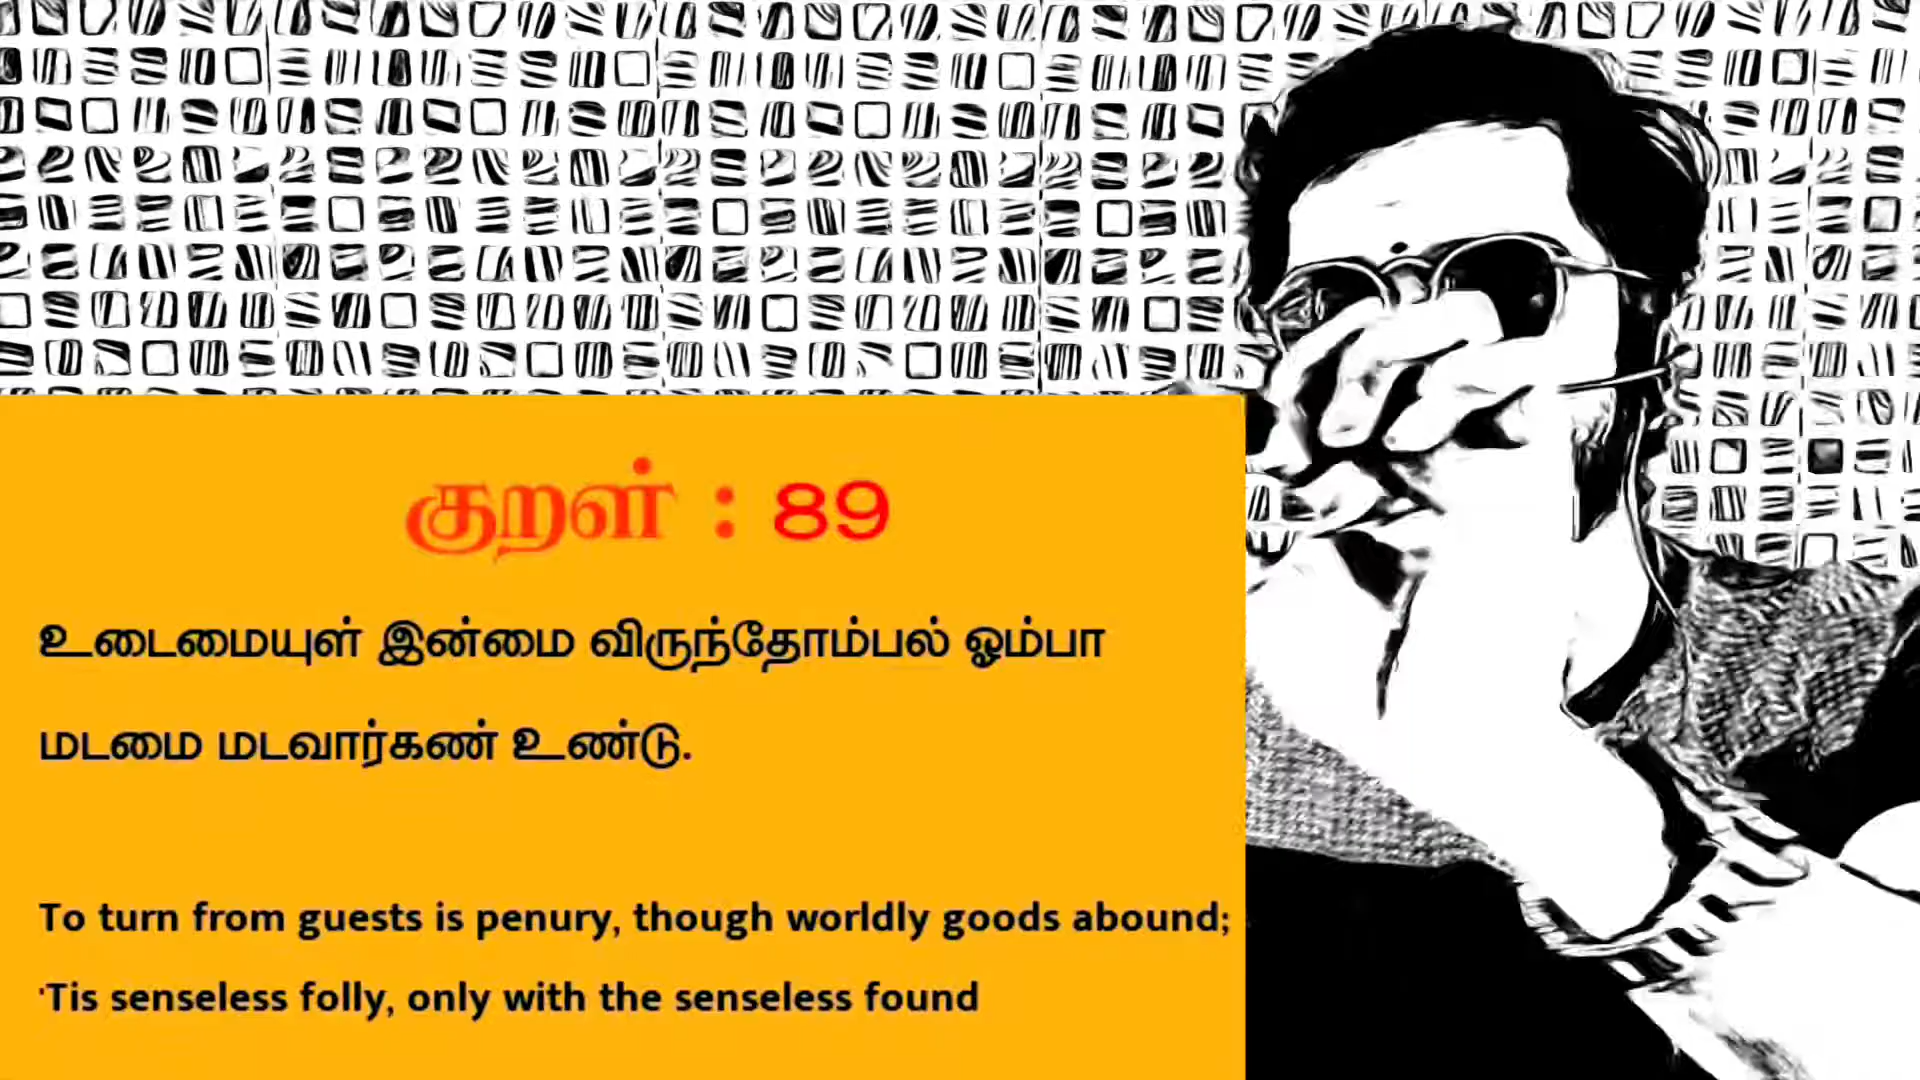 குறள் : 89
உடைமையுள் இன்மை விருந்தோம்பல் ஓம்பா
மடமை மடவார்கண் உண்டு.
To turn from guests is penury, though worldly goods abound;
'Tis senseless folly, only with the senseless found